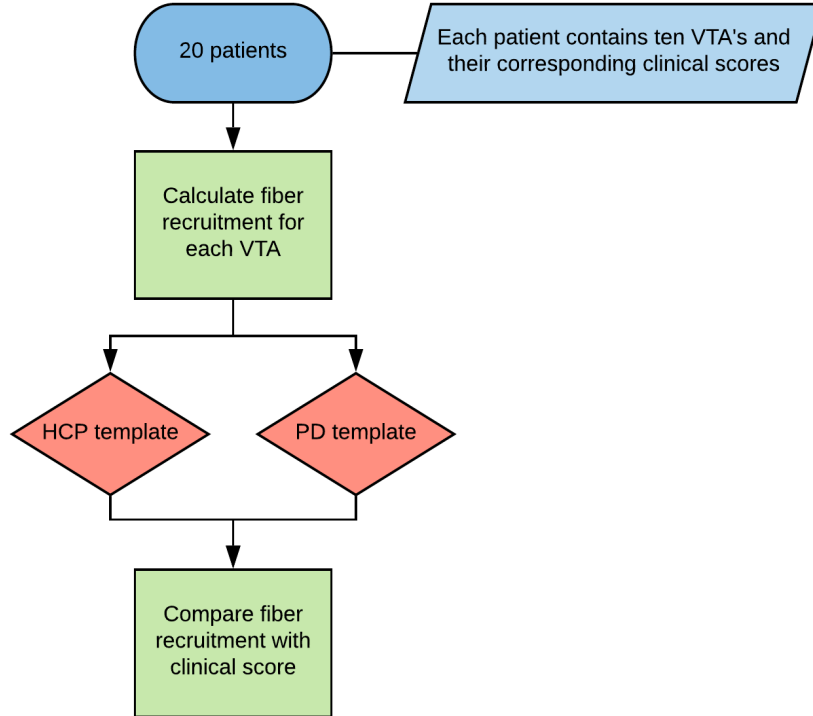 20 patients
Each patient contains ten VTA's and
their corresponding clinical scores
Calculate fiber
recruitment for
each VTA
HCP template
PD template
Compare fiber
recruitment with
clinical score